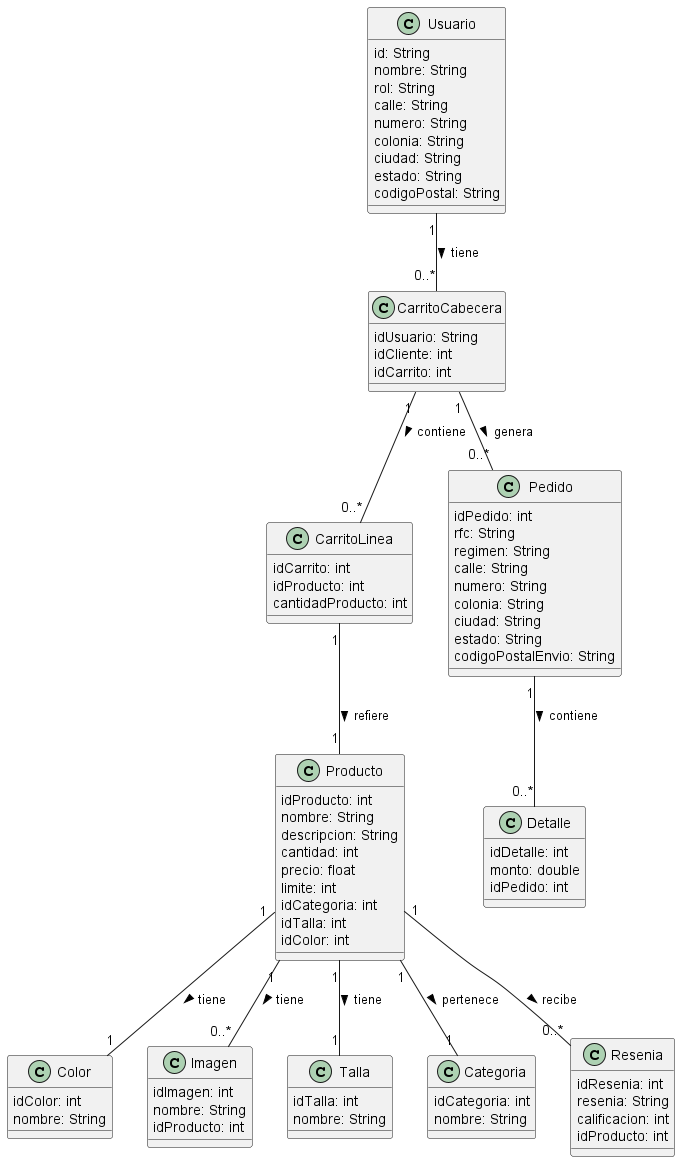 C Usuario
id: String
nombre: String
rol: String
calle: String
numero: String
colonia: String
ciudad: String
estado: String
codigoPostal: String
1
tiene
0..*
C CarritoCabecera
idUsuario: String
idCliente: int
idCarrito: int
1
contiene
0..*
1
genera
0..*
C CarritoLinea
idCarrito: int
idProducto: int
cantidadProducto: int
C Pedido
idPedido: int
rfc: String
regimen: String
calle: String
numero: String
colonia: String
ciudad: String
estado: String
codigoPostalEnvio: String
1
refiere
1
1
contiene
0..*
C Producto
idProducto: int
nombre: String
descripcion: String
cantidad: int
precio: float
limite: int
idCategoria: int
idTalla: int
idColor: int
C Detalle
idDetalle: int
monto: double
idPedido: int
1
tiene
1
1
tiene
0..*
1
tiene
1
1
pertenece
1
1
recibe
0..*
C Color
idColor: int
nombre: String
C Imagen
idImagen: int
nombre: String
idProducto: int
C Talla
idTalla: int
nombre: String
C Categoria
idCategoria: int
nombre: String
C Resenia
idResenia: int
resenia: String
calificacion: int
idProducto: int